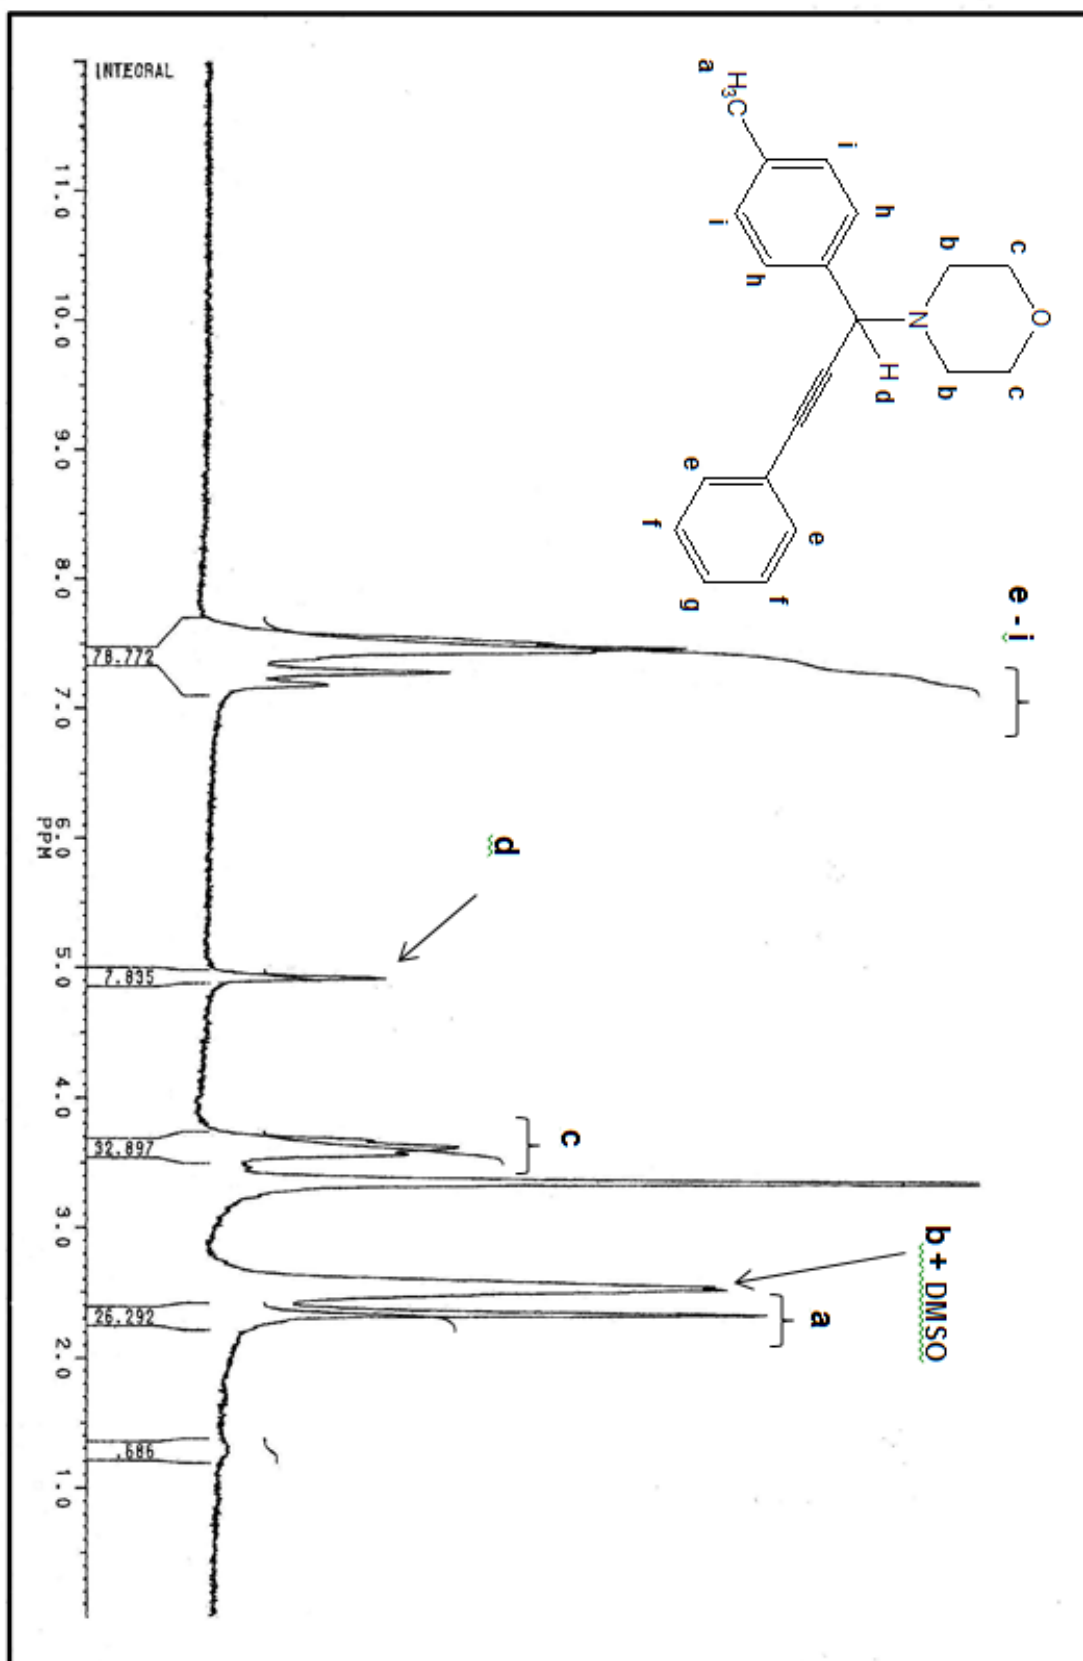 O
c
c
b
b
N
H d
h
h
i
i
H₃C
a
e
e
f
f
g
e - i
d
c
b + DMSO
a
INTEGRAL
78.772
7.835
32.897
26.292
.686
11.0
10.0
9.0
8.0
7.0
6.0
5.0
4.0
3.0
2.0
1.0
PPM